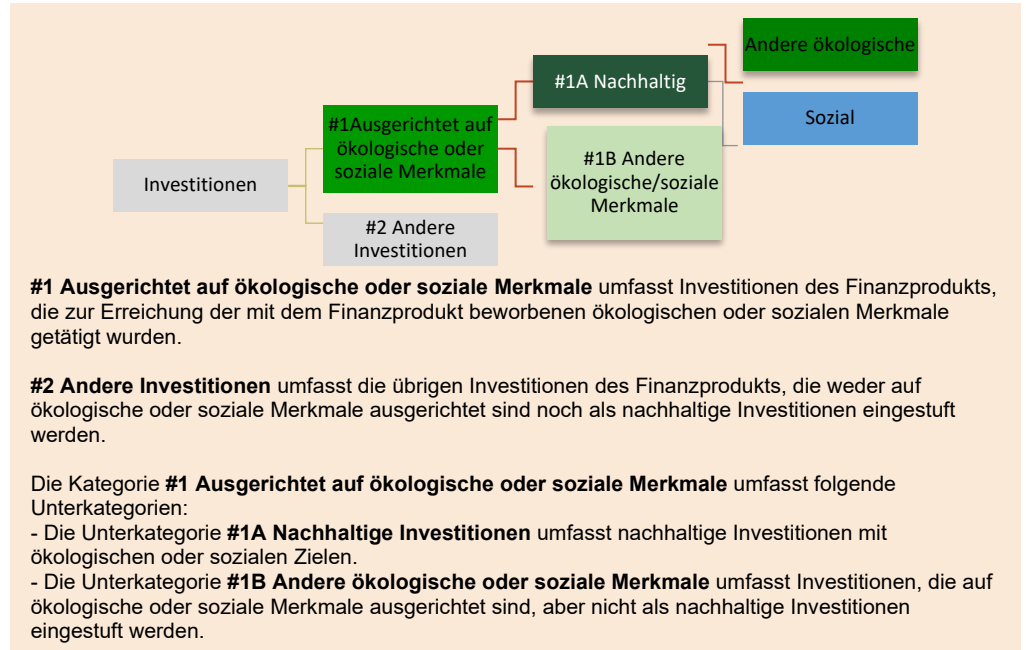 Andere ökologische
#1A Nachhaltig
Sozial
#1Ausgerichtet auf
ökologische oder
soziale Merkmale
#1B Andere
ökologische/soziale
Merkmale
Investitionen
#2 Andere
Investitionen
#1 Ausgerichtet auf ökologische oder soziale Merkmale umfasst Investitionen des Finanzprodukts,
die zur Erreichung der mit dem Finanzprodukt beworbenen ökologischen oder sozialen Merkmale
getätigt wurden.
#2 Andere Investitionen umfasst die übrigen Investitionen des Finanzprodukts, die weder auf
ökologische oder soziale Merkmale ausgerichtet sind noch als nachhaltige Investitionen eingestuft
werden.
Die Kategorie #1 Ausgerichtet auf ökologische oder soziale Merkmale umfasst folgende
Unterkategorien:
- Die Unterkategorie #1A Nachhaltige Investitionen umfasst nachhaltige Investitionen mit
ökologischen oder sozialen Zielen.
- Die Unterkategorie #1B Andere ökologische oder soziale Merkmale umfasst Investitionen, die auf
ökologische oder soziale Merkmale ausgerichtet sind, aber nicht als nachhaltige Investitionen
eingestuft werden.